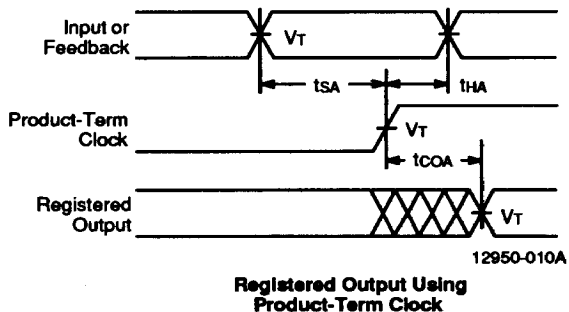 Input or
Feedback
VT
tSA
tHA
Product-Term
Clock
VT
tCOA
Registered
Output
VT
12950-010A
Registered Output Using
Product-Term Clock